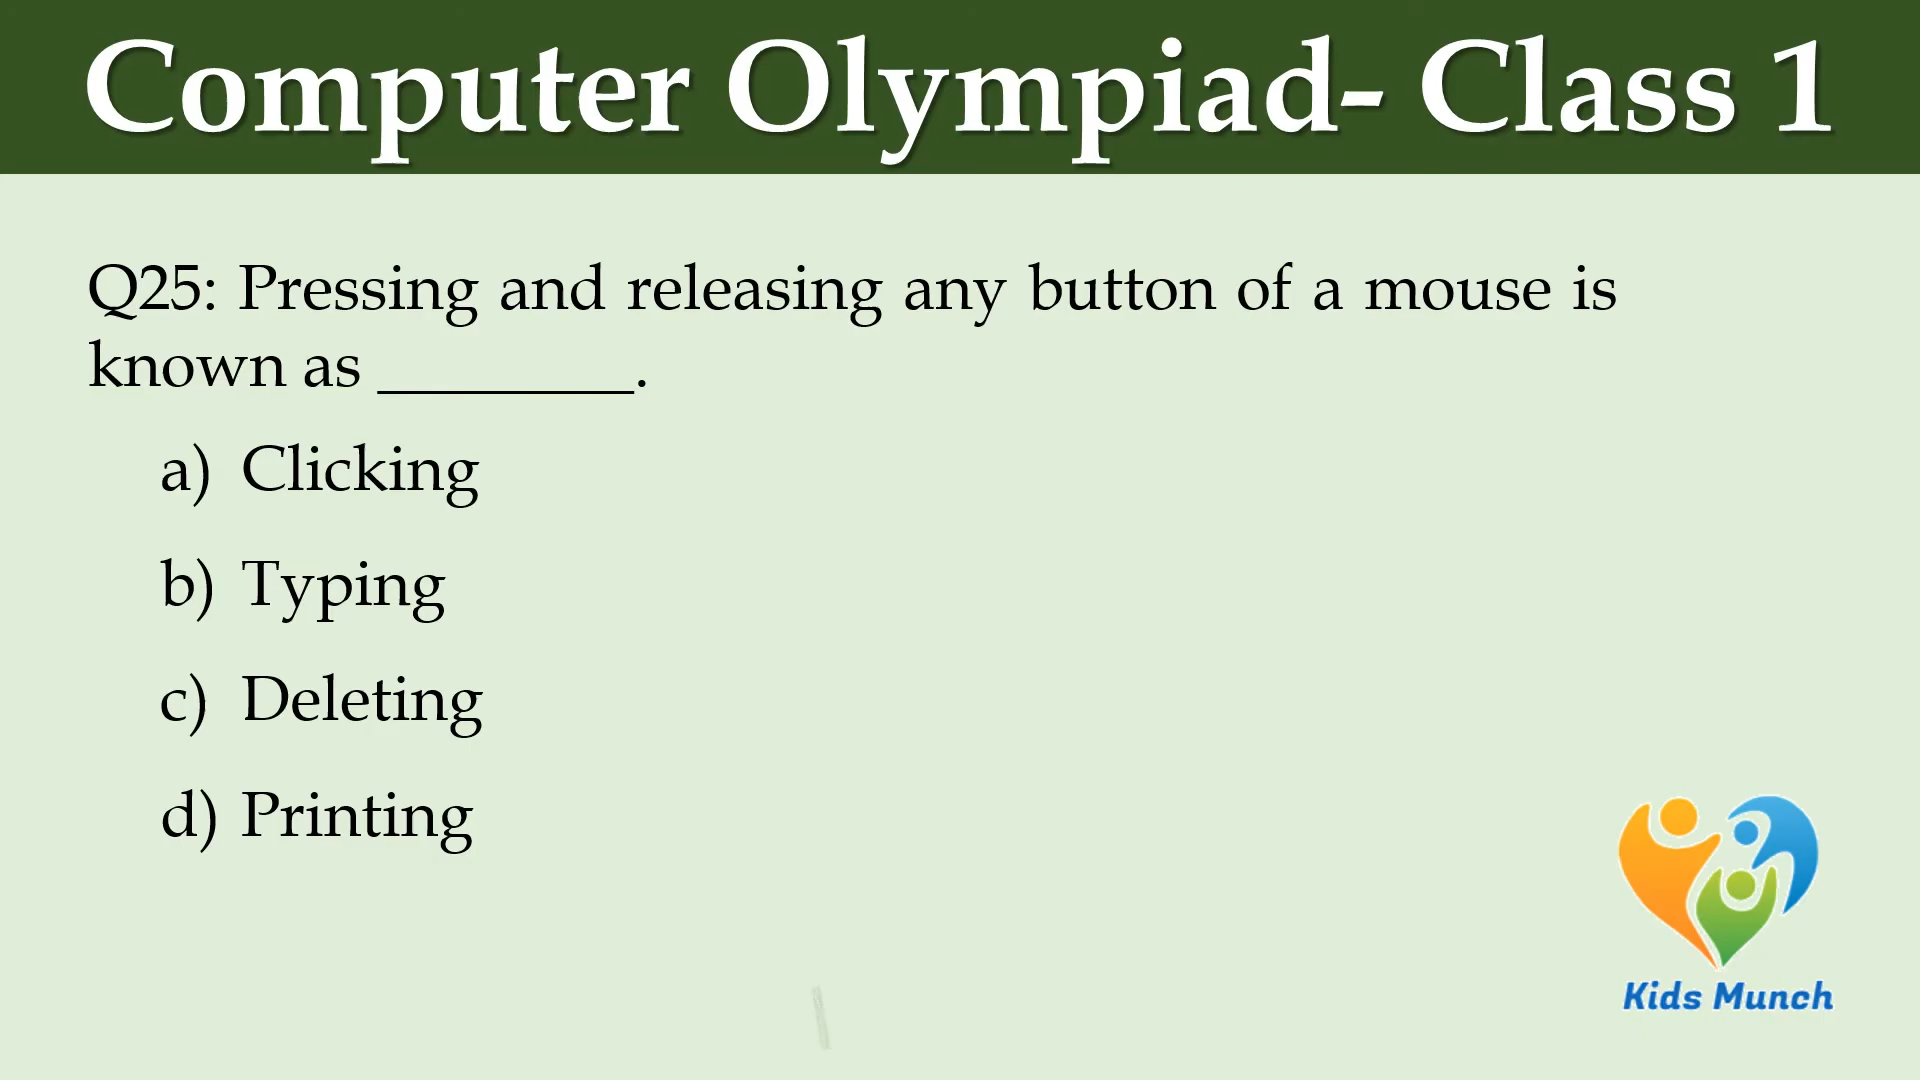 Computer Olympiad- Class 1
Q25: Pressing and releasing any button of a mouse is
known as ________.
a) Clicking
b) Typing
c) Deleting
d) Printing
Kids Munch